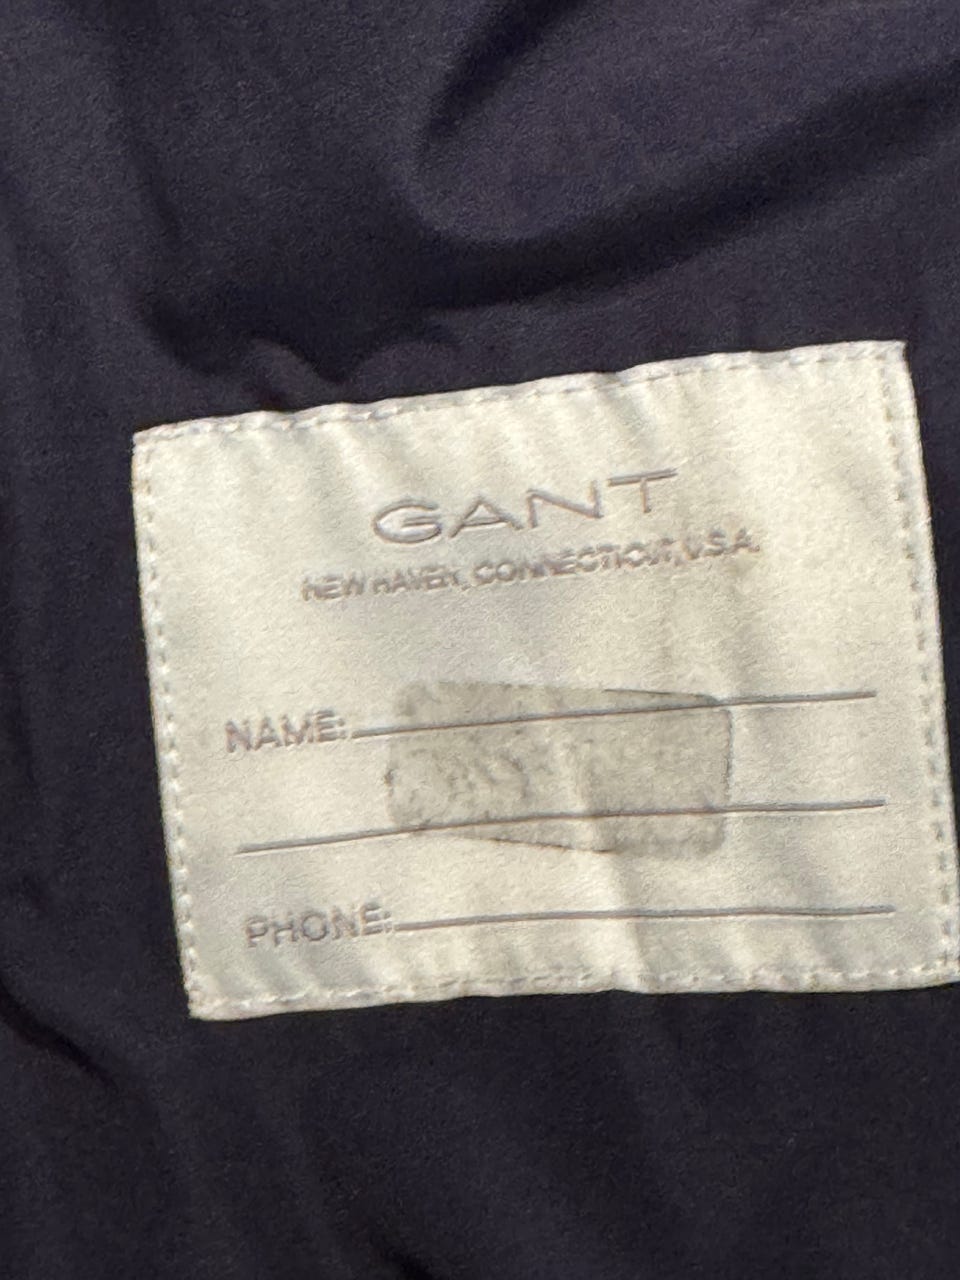 GANT
NEW HAVEN, CONNECTICUT, U.S.A.
NAME:
PHONE: